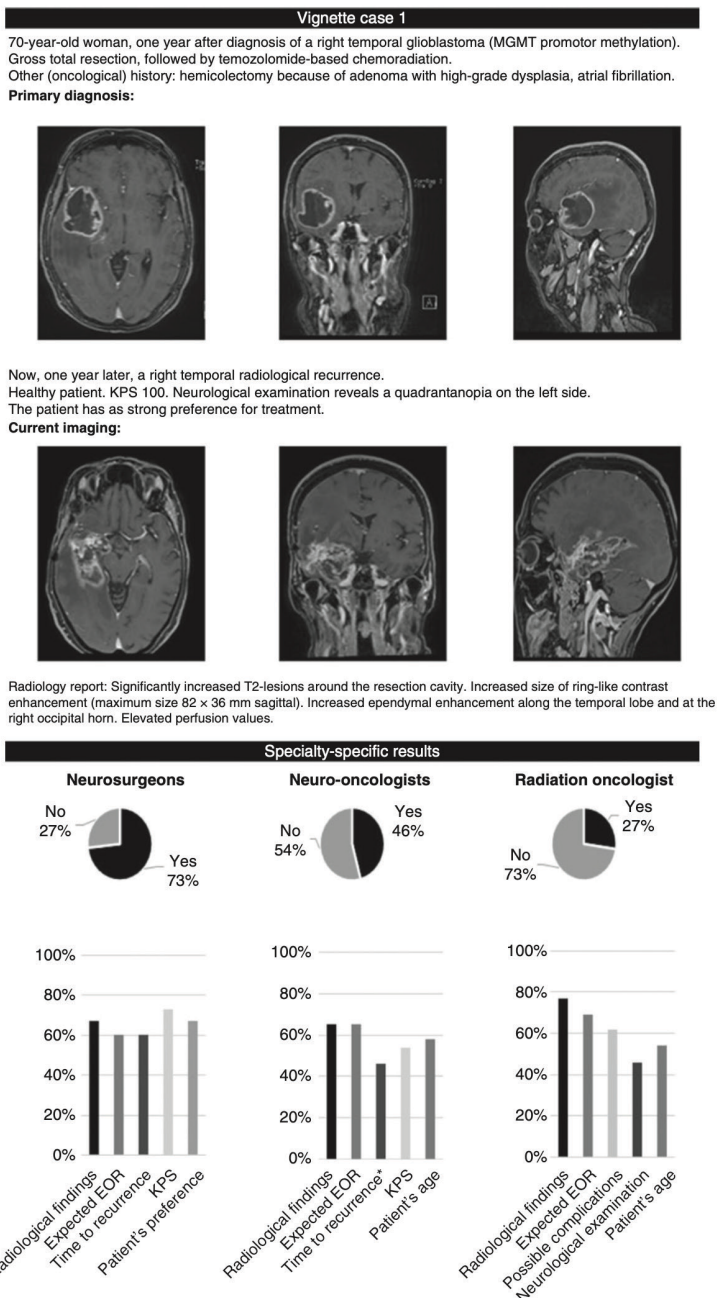 Vignette case 1
70-year-old woman, one year after diagnosis of a right temporal glioblastoma (MGMT promotor methylation).
Gross total resection, followed by temozolomide-based chemoradiation.
Other (oncological) history: hemicolectomy because of adenoma with high-grade dysplasia, atrial fibrillation.
Primary diagnosis:
A
Now, one year later, a right temporal radiological recurrence.
Healthy patient. KPS 100. Neurological examination reveals a quadrantanopia on the left side.
The patient has as strong preference for treatment.
Current imaging:
Radiology report: Significantly increased T2-lesions around the resection cavity. Increased size of ring-like contrast
enhancement (maximum size 82 × 36 mm sagittal). Increased ependymal enhancement along the temporal lobe and at the
right occipital horn. Elevated perfusion values.
Specialty-specific results
Neurosurgeons
No
27%
Yes
73%
Neuro-oncologists
No
54%
Yes
46%
Radiation oncologist
No
73%
Yes
27%
100%
80%
60%
40%
20%
0%
adiological findings
Expected EOR
Time to recurrence
KPS
Patient's preference
100%
80%
60%
40%
20%
0%
Radiological findings
Expected EOR
Time to recurrence*
KPS
Patient's age
100%
80%
60%
40%
20%
0%
Radiological findings
Expected EOR
Possible complications
Neurological examination
Patient's age